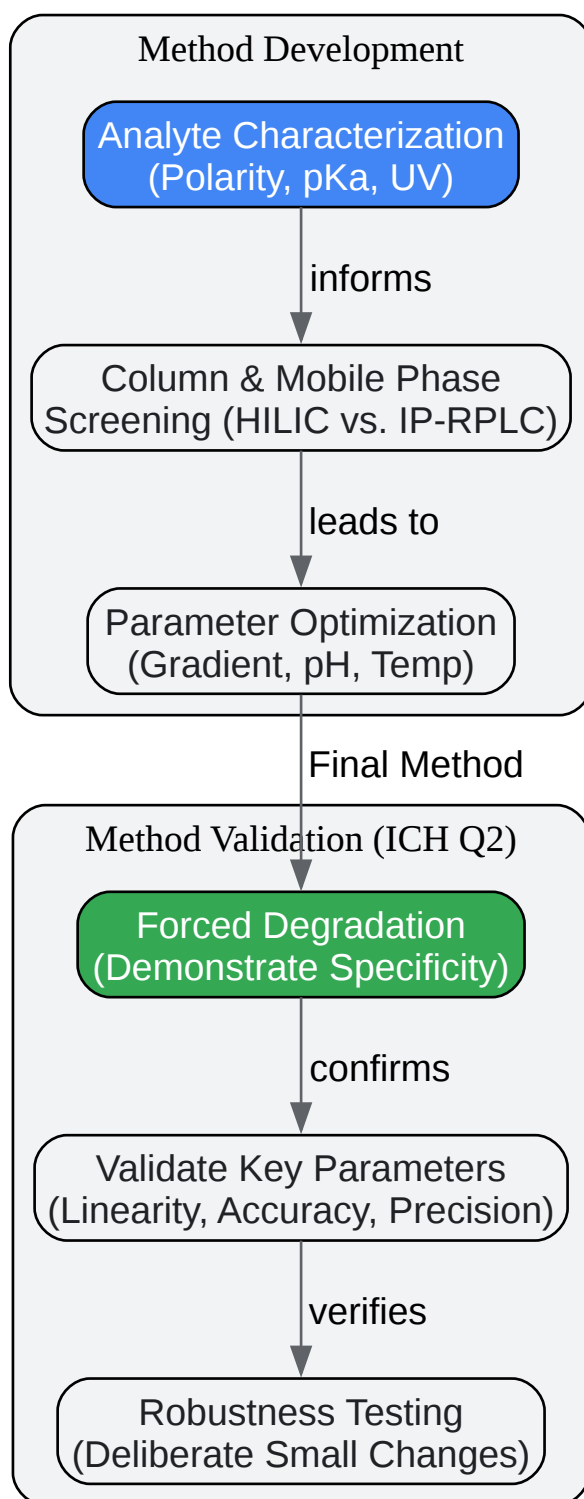 Method Development
Analyte Characterization
(Polarity, pKa, UV)
informs
Column & Mobile Phase
Screening (HILIC vs. IP-RPLC)
leads to
Parameter Optimization
(Gradient, pH, Temp)
Final Method
Method Validation (ICH Q2)
Forced Degradation
(Demonstrate Specificity)
confirms
Validate Key Parameters
(Linearity, Accuracy, Precision)
verifies
Robustness Testing
(Deliberate Small Changes)